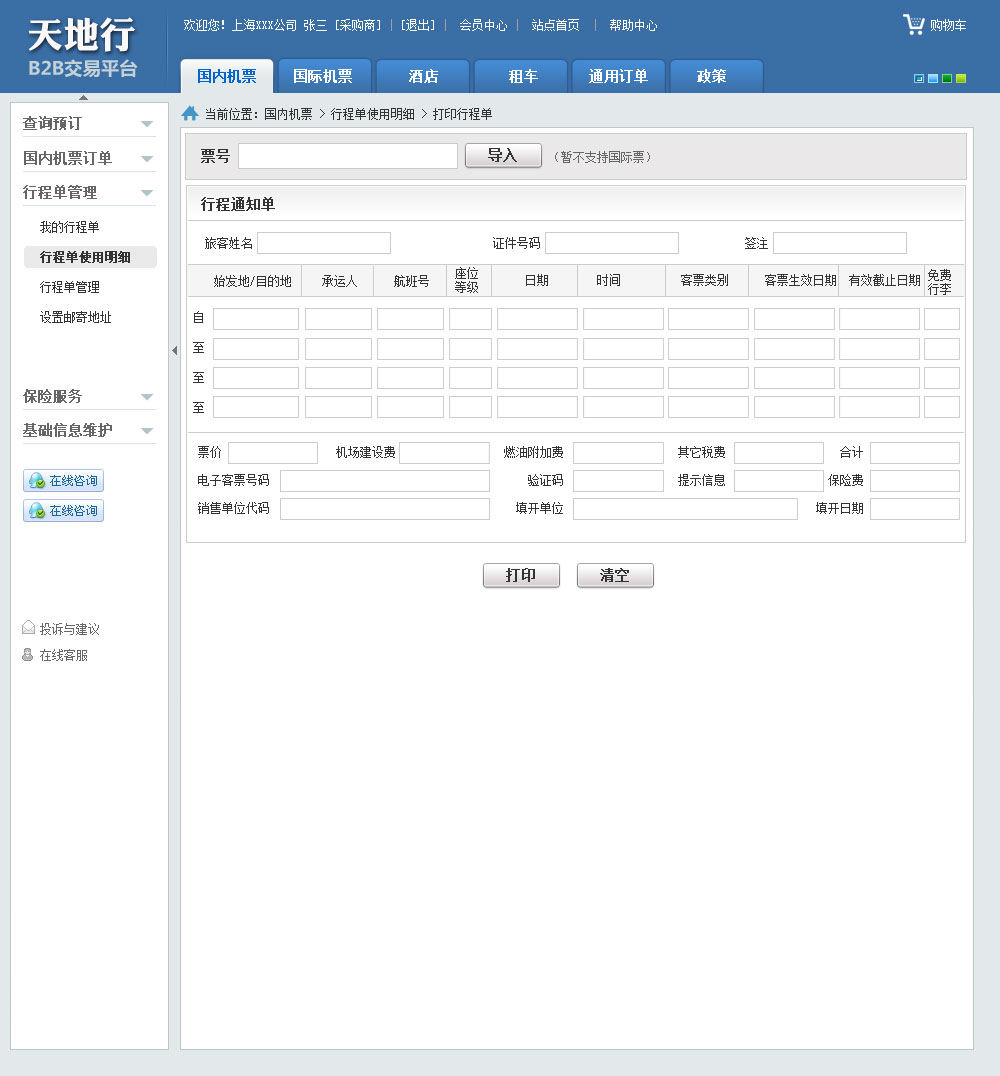 天地行
B2B交易平台
欢迎您! 上海XXX公司 张三 [采购商] | [退出] | 会员中心 | 站点首页 | 帮助中心
购物车
国内机票 国际机票 酒店 租车 通用订单 政策
查询预订
国内机票订单
行程单管理
我的行程单
行程单使用明细
行程单管理
设置邮寄地址
保险服务
基础信息维护
在线咨询
在线咨询
投诉与建议
在线客服
当前位置: 国内机票 > 行程单使用明细 > 打印行程单
票号 导入 (暂不支持国际票)
行程通知单
旅客姓名 证件号码 签注
始发地/目的地 承运人 航班号 座位等级 日期 时间 客票类别 客票生效日期 有效截止日期 免费行李
自
至
至
至
票价 机场建设费 燃油附加费 其它税费 合计
电子客票号码 验证码 提示信息 保险费
销售单位代码 填开单位 填开日期
打印 清空